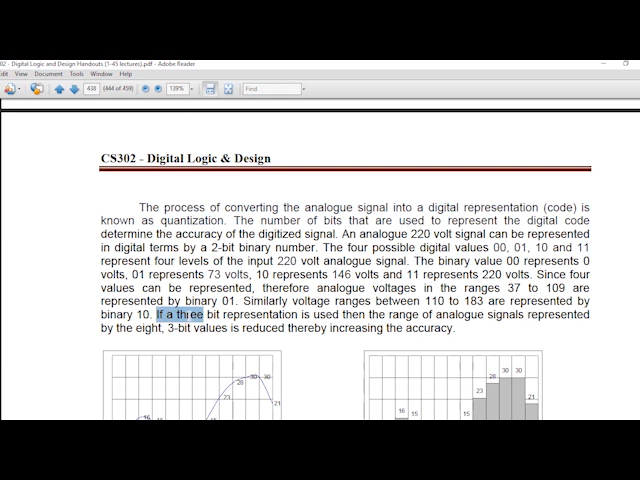 02 - Digital Logic and Design Handouts (1-45 lectures).pdf - Adobe Reader
Edit View Document Tools Window Help
438 (444 of 459) 139% Find
CS302 - Digital Logic & Design
The process of converting the analogue signal into a digital representation (code) is
known as quantization. The number of bits that are used to represent the digital code
determine the accuracy of the digitized signal. An analogue 220 volt signal can be represented
in digital terms by a 2-bit binary number. The four possible digital values 00, 01, 10 and 11
represent four levels of the input 220 volt analogue signal. The binary value 00 represents 0
volts, 01 represents 73 volts, 10 represents 146 volts and 11 represents 220 volts. Since four
values can be represented, therefore analogue voltages in the ranges 37 to 109 are
represented by binary 01. Similarly voltage ranges between 110 to 183 are represented by
binary 10. If a three bit representation is used then the range of analogue signals represented
by the eight, 3-bit values is reduced thereby increasing the accuracy.
28 30 30
23
21
16 15 15
28 30 30
23 21
16 15 15